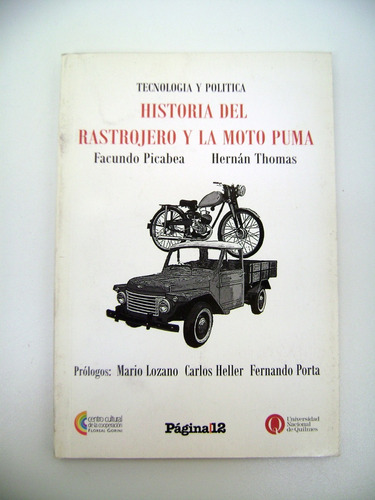 TECNOLOGIA Y POLITICA
HISTORIA DEL
RASTROJERO Y LA MOTO PUMA
Facundo Picabea Hernán Thomas
Prólogos: Mario Lozano Carlos Heller Fernando Porta
centro cultural
de la cooperación
FLOREAL GORINI
Página12
Universidad
Nacional
de Quilmes